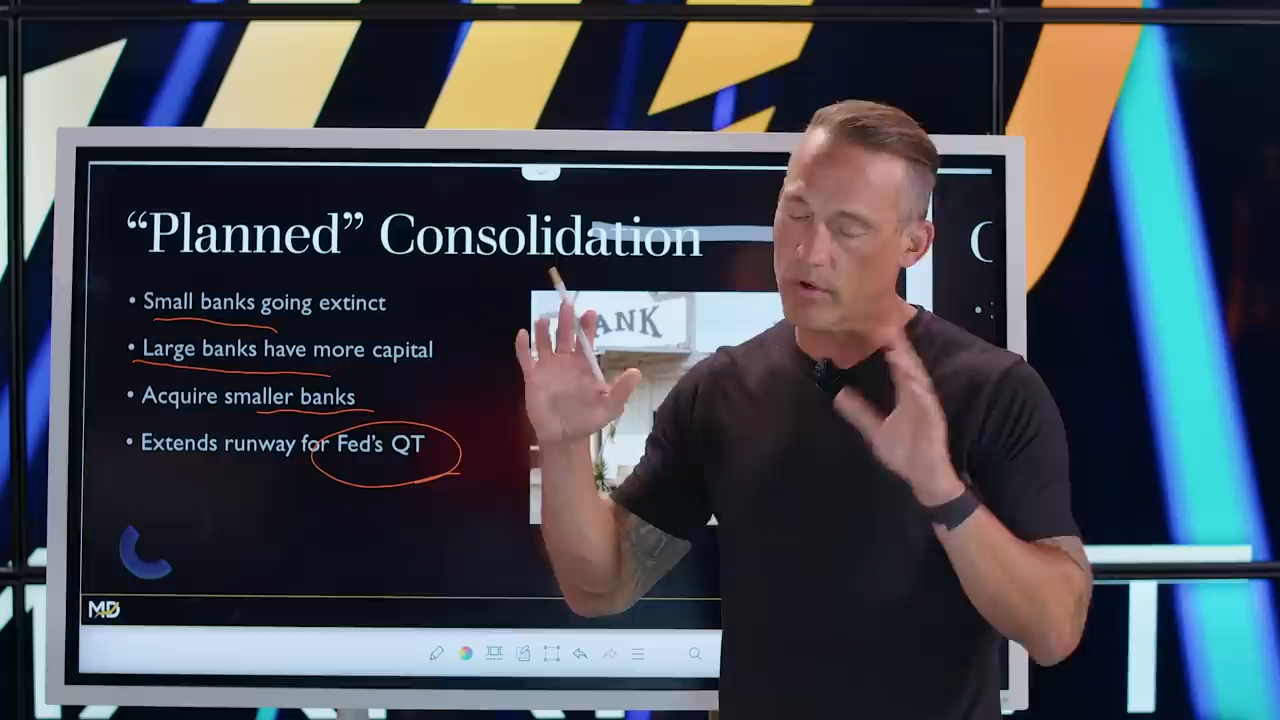 “Planned” Consolidation
• Small banks going extinct
• Large banks have more capital
• Acquire smaller banks
• Extends runway for Fed's QT
MD